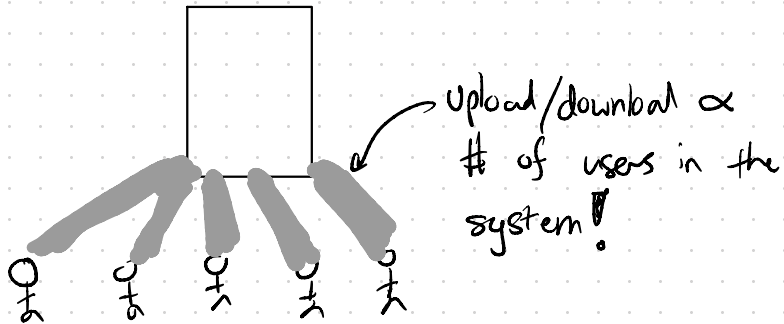 upload/download ∝
# of users in the
system!